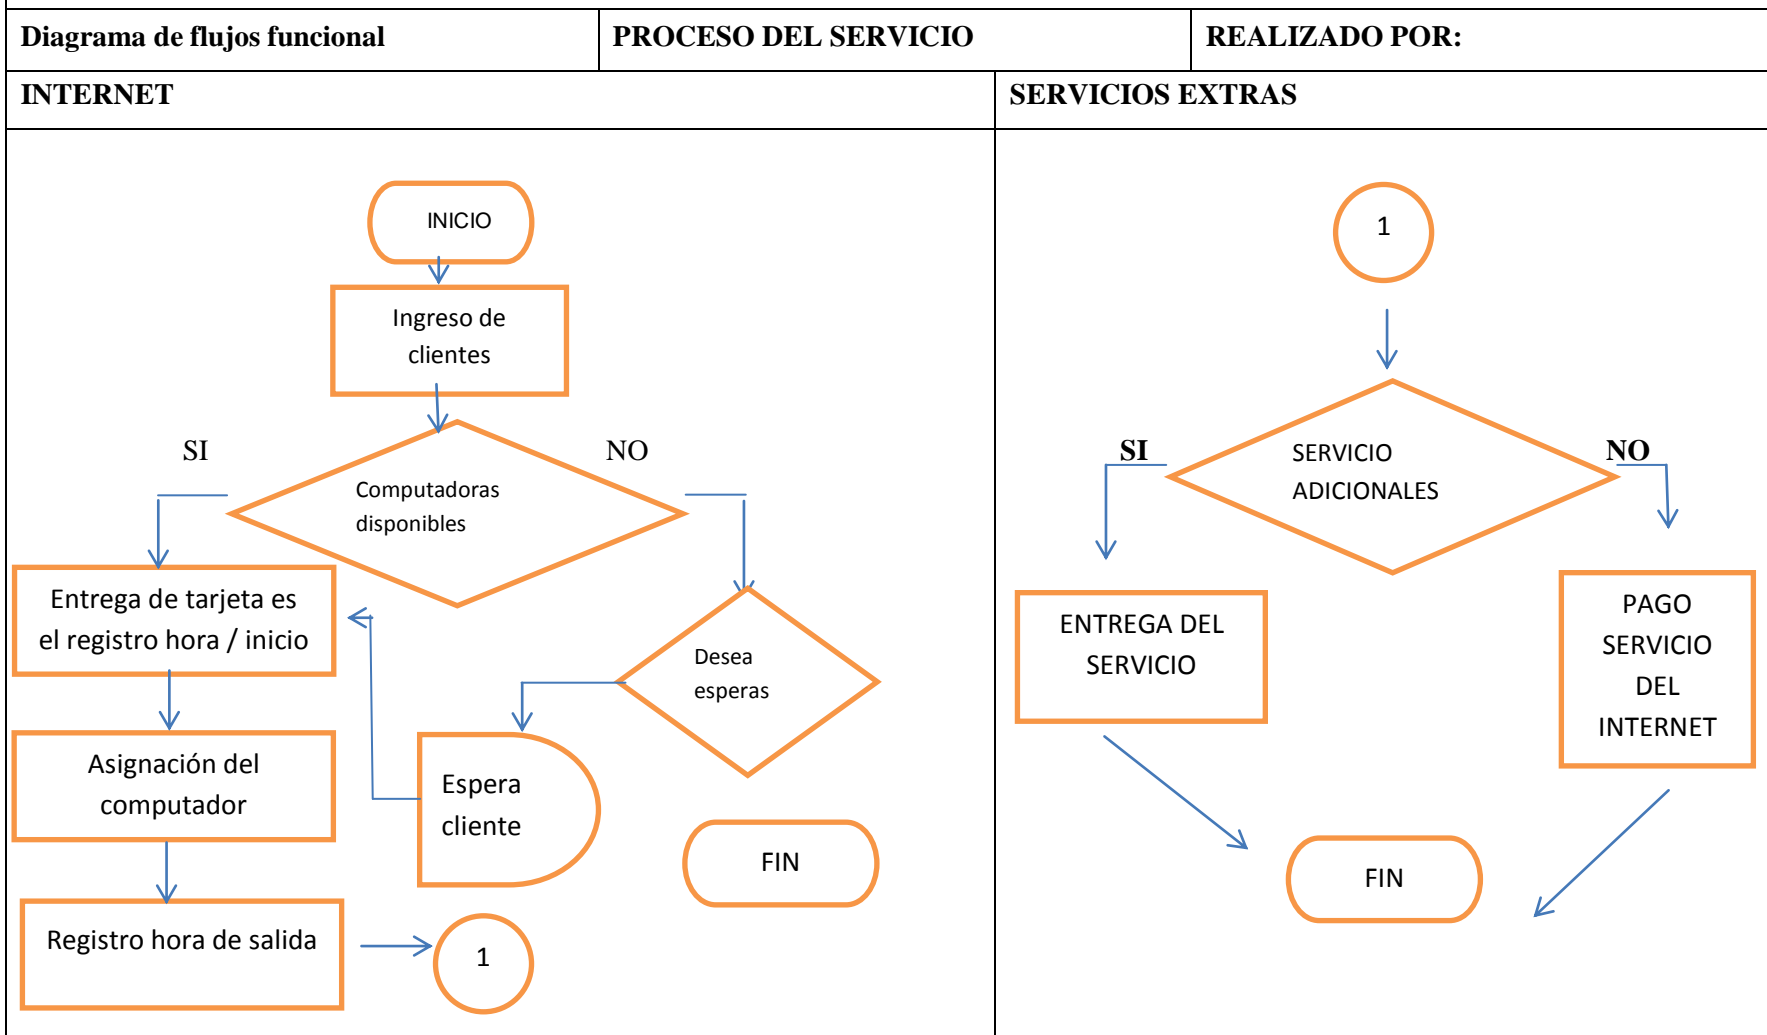 Diagrama de flujos funcional
PROCESO DEL SERVICIO
REALIZADO POR:
INTERNET
SERVICIOS EXTRAS
INICIO
Ingreso de
clientes
SI
NO
Computadoras
disponibles
Entrega de tarjeta es
el registro hora / inicio
Desea
esperas
Asignación del
computador
Espera
cliente
FIN
Registro hora de salida
1
1
SI
NO
SERVICIO
ADICIONALES
ENTREGA DEL
SERVICIO
PAGO
SERVICIO
DEL
INTERNET
FIN